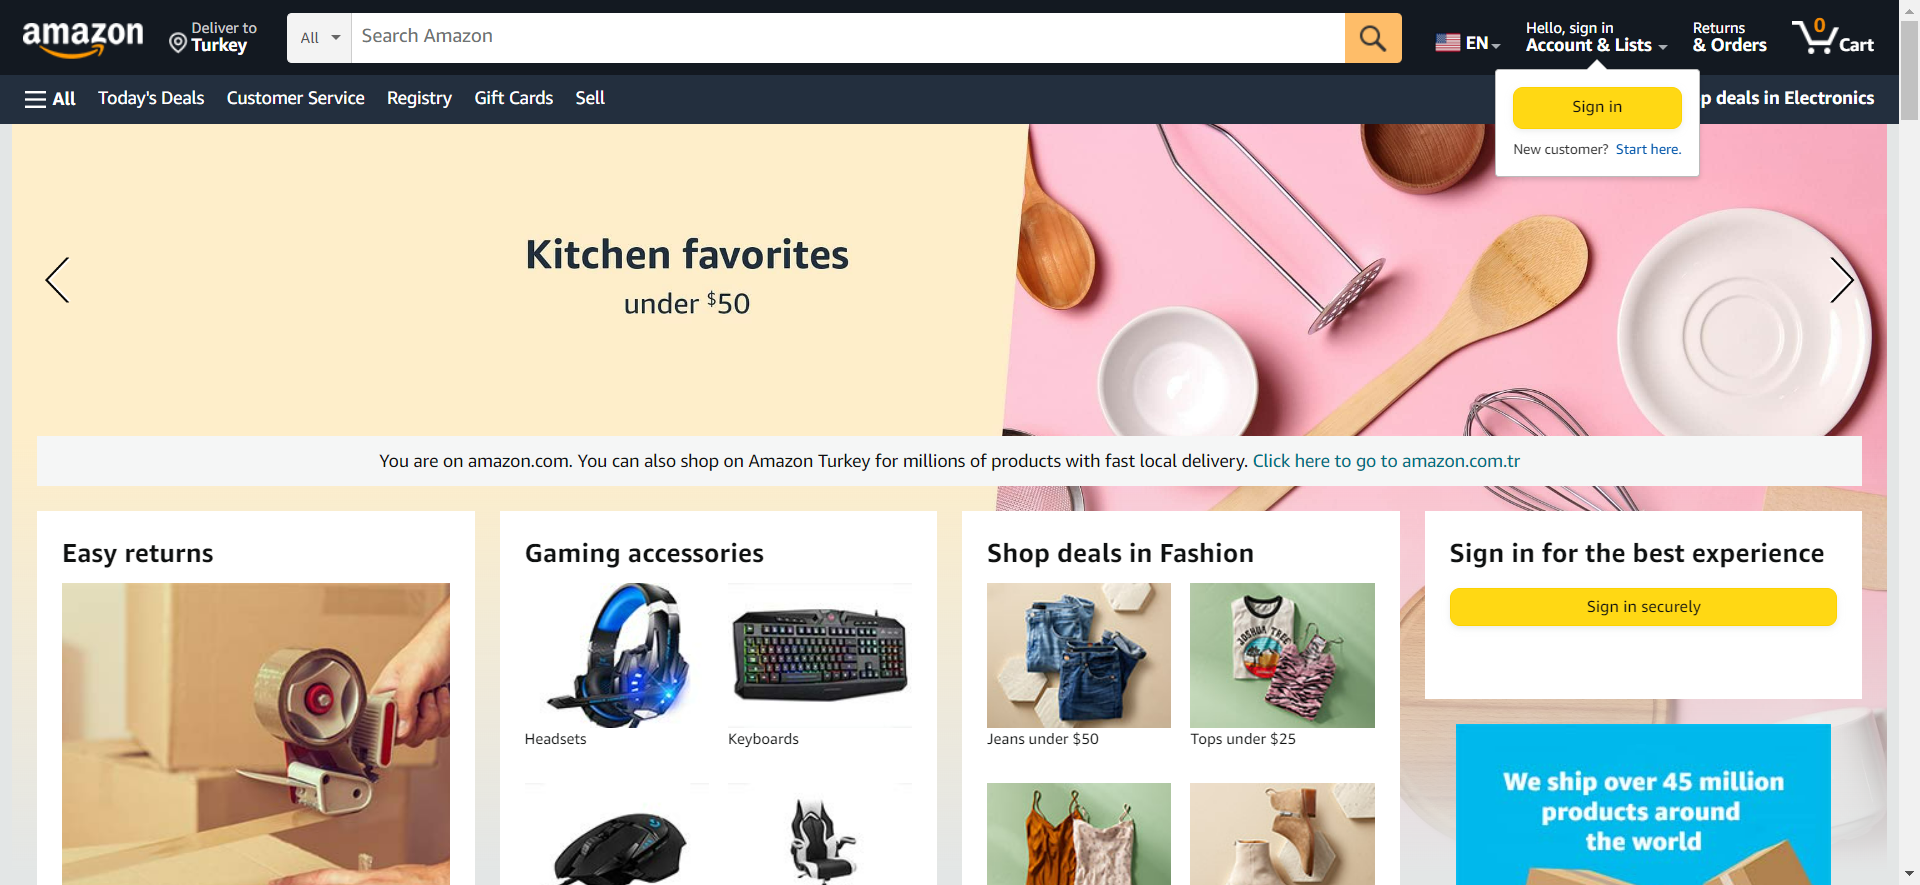 amazon
Deliver to
Turkey
All
Search Amazon
EN
Hello, sign in
Account & Lists
Returns
& Orders
0
Cart
All
Today's Deals
Customer Service
Registry
Gift Cards
Sell
p deals in Electronics
Sign in
New customer? Start here.
Kitchen favorites
under $50
You are on amazon.com. You can also shop on Amazon Turkey for millions of products with fast local delivery. Click here to go to amazon.com.tr
Easy returns
Gaming accessories
Headsets
Keyboards
Shop deals in Fashion
JOSHUA TREE
Jeans under $50
Tops under $25
Sign in for the best experience
Sign in securely
We ship over 45 million
products around
the world